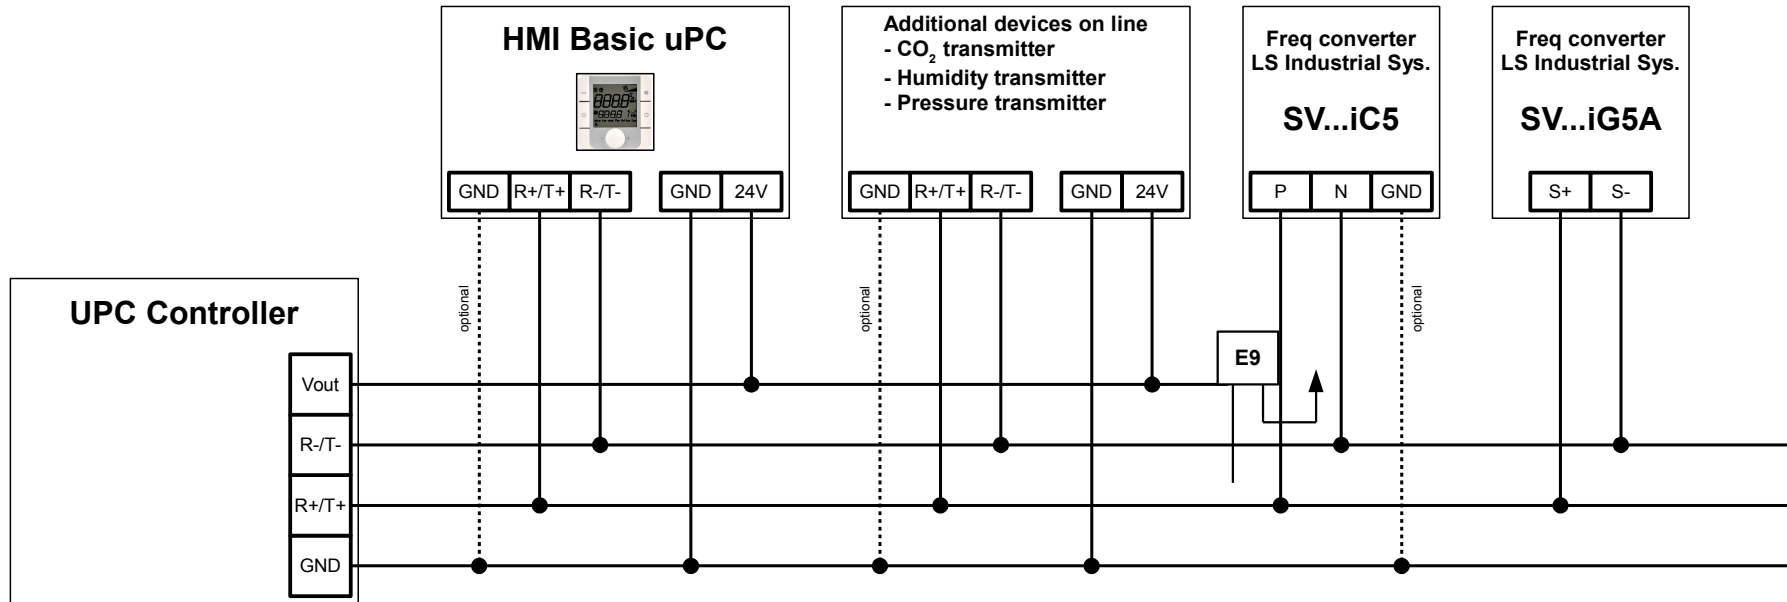 HMI Basic uPC
GND R+/T+ R-/T- GND 24V
optional
Additional devices on line
- CO2 transmitter
- Humidity transmitter
- Pressure transmitter
GND R+/T+ R-/T- GND 24V
optional
Freq converter
LS Industrial Sys.
SV...iC5
P N GND
optional
Freq converter
LS Industrial Sys.
SV...iG5A
S+ S-
UPC Controller
Vout
R-/T-
R+/T+
GND
E9